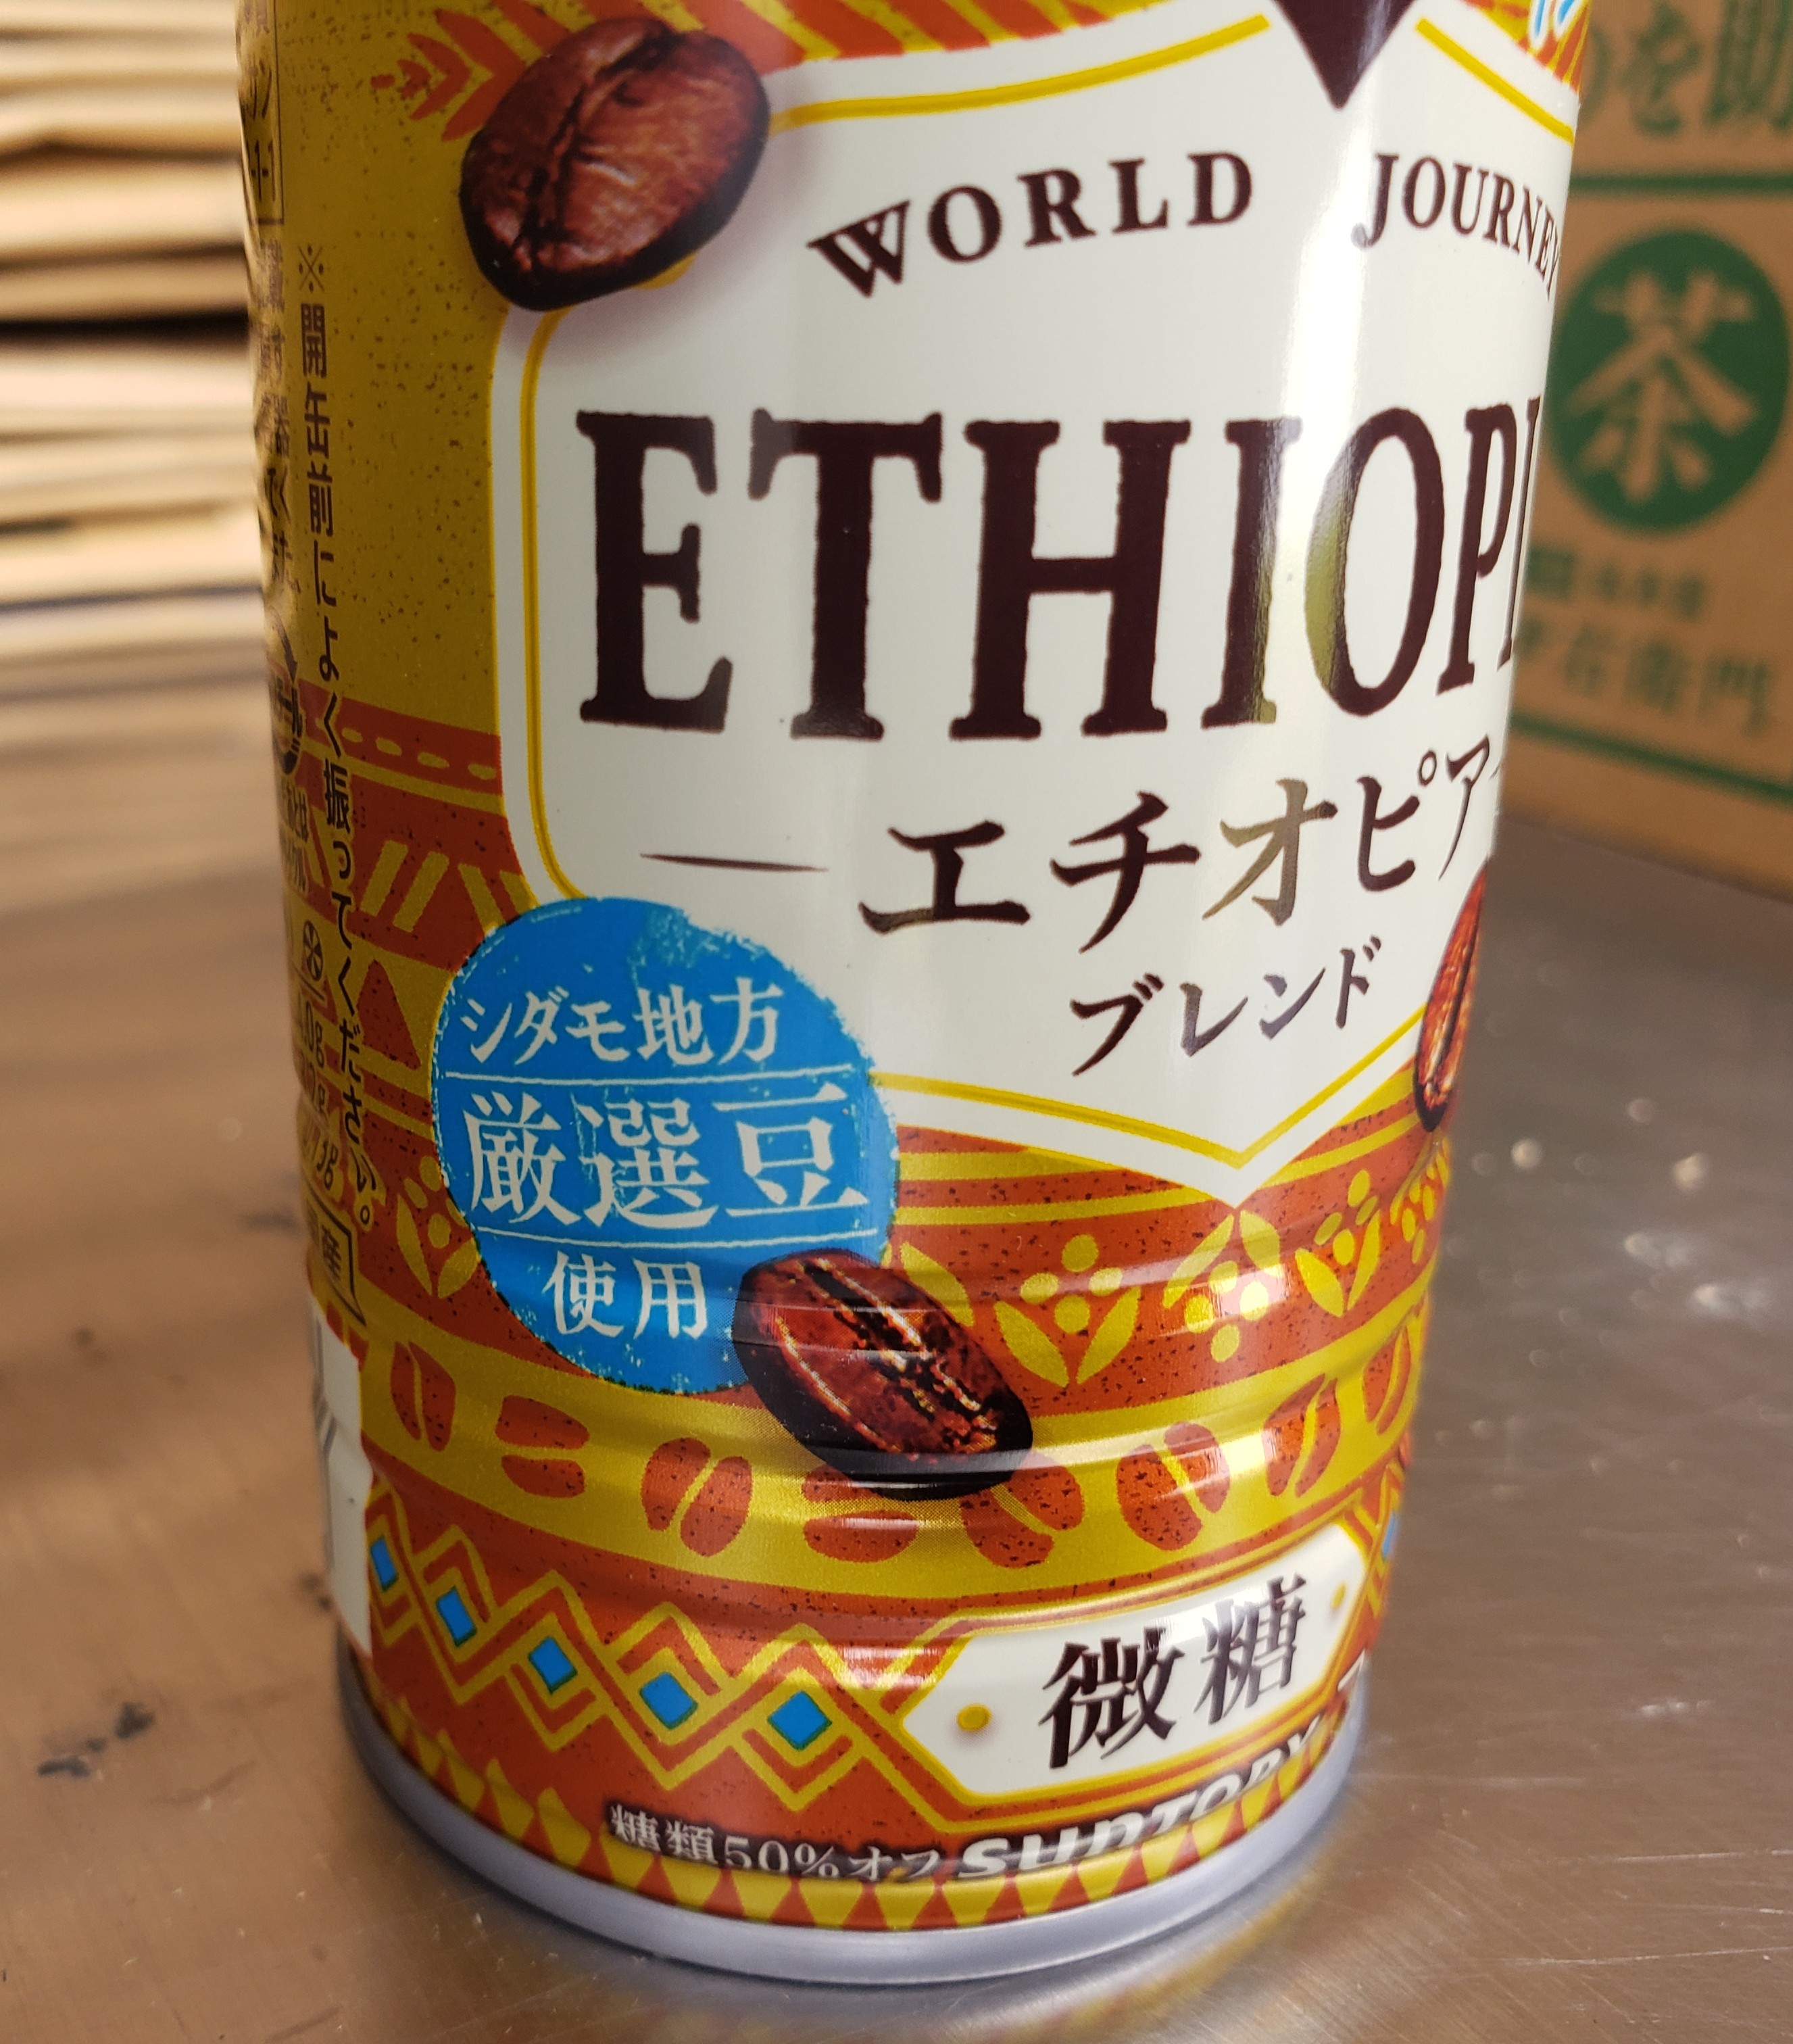 WORLD JOURNEY
ETHIOPI
エチオピア
ブレンド
シダモ地方
厳選豆
使用
微糖
糖類50%オフ
SUNTORY
※開缶前によく振ってください。
茶